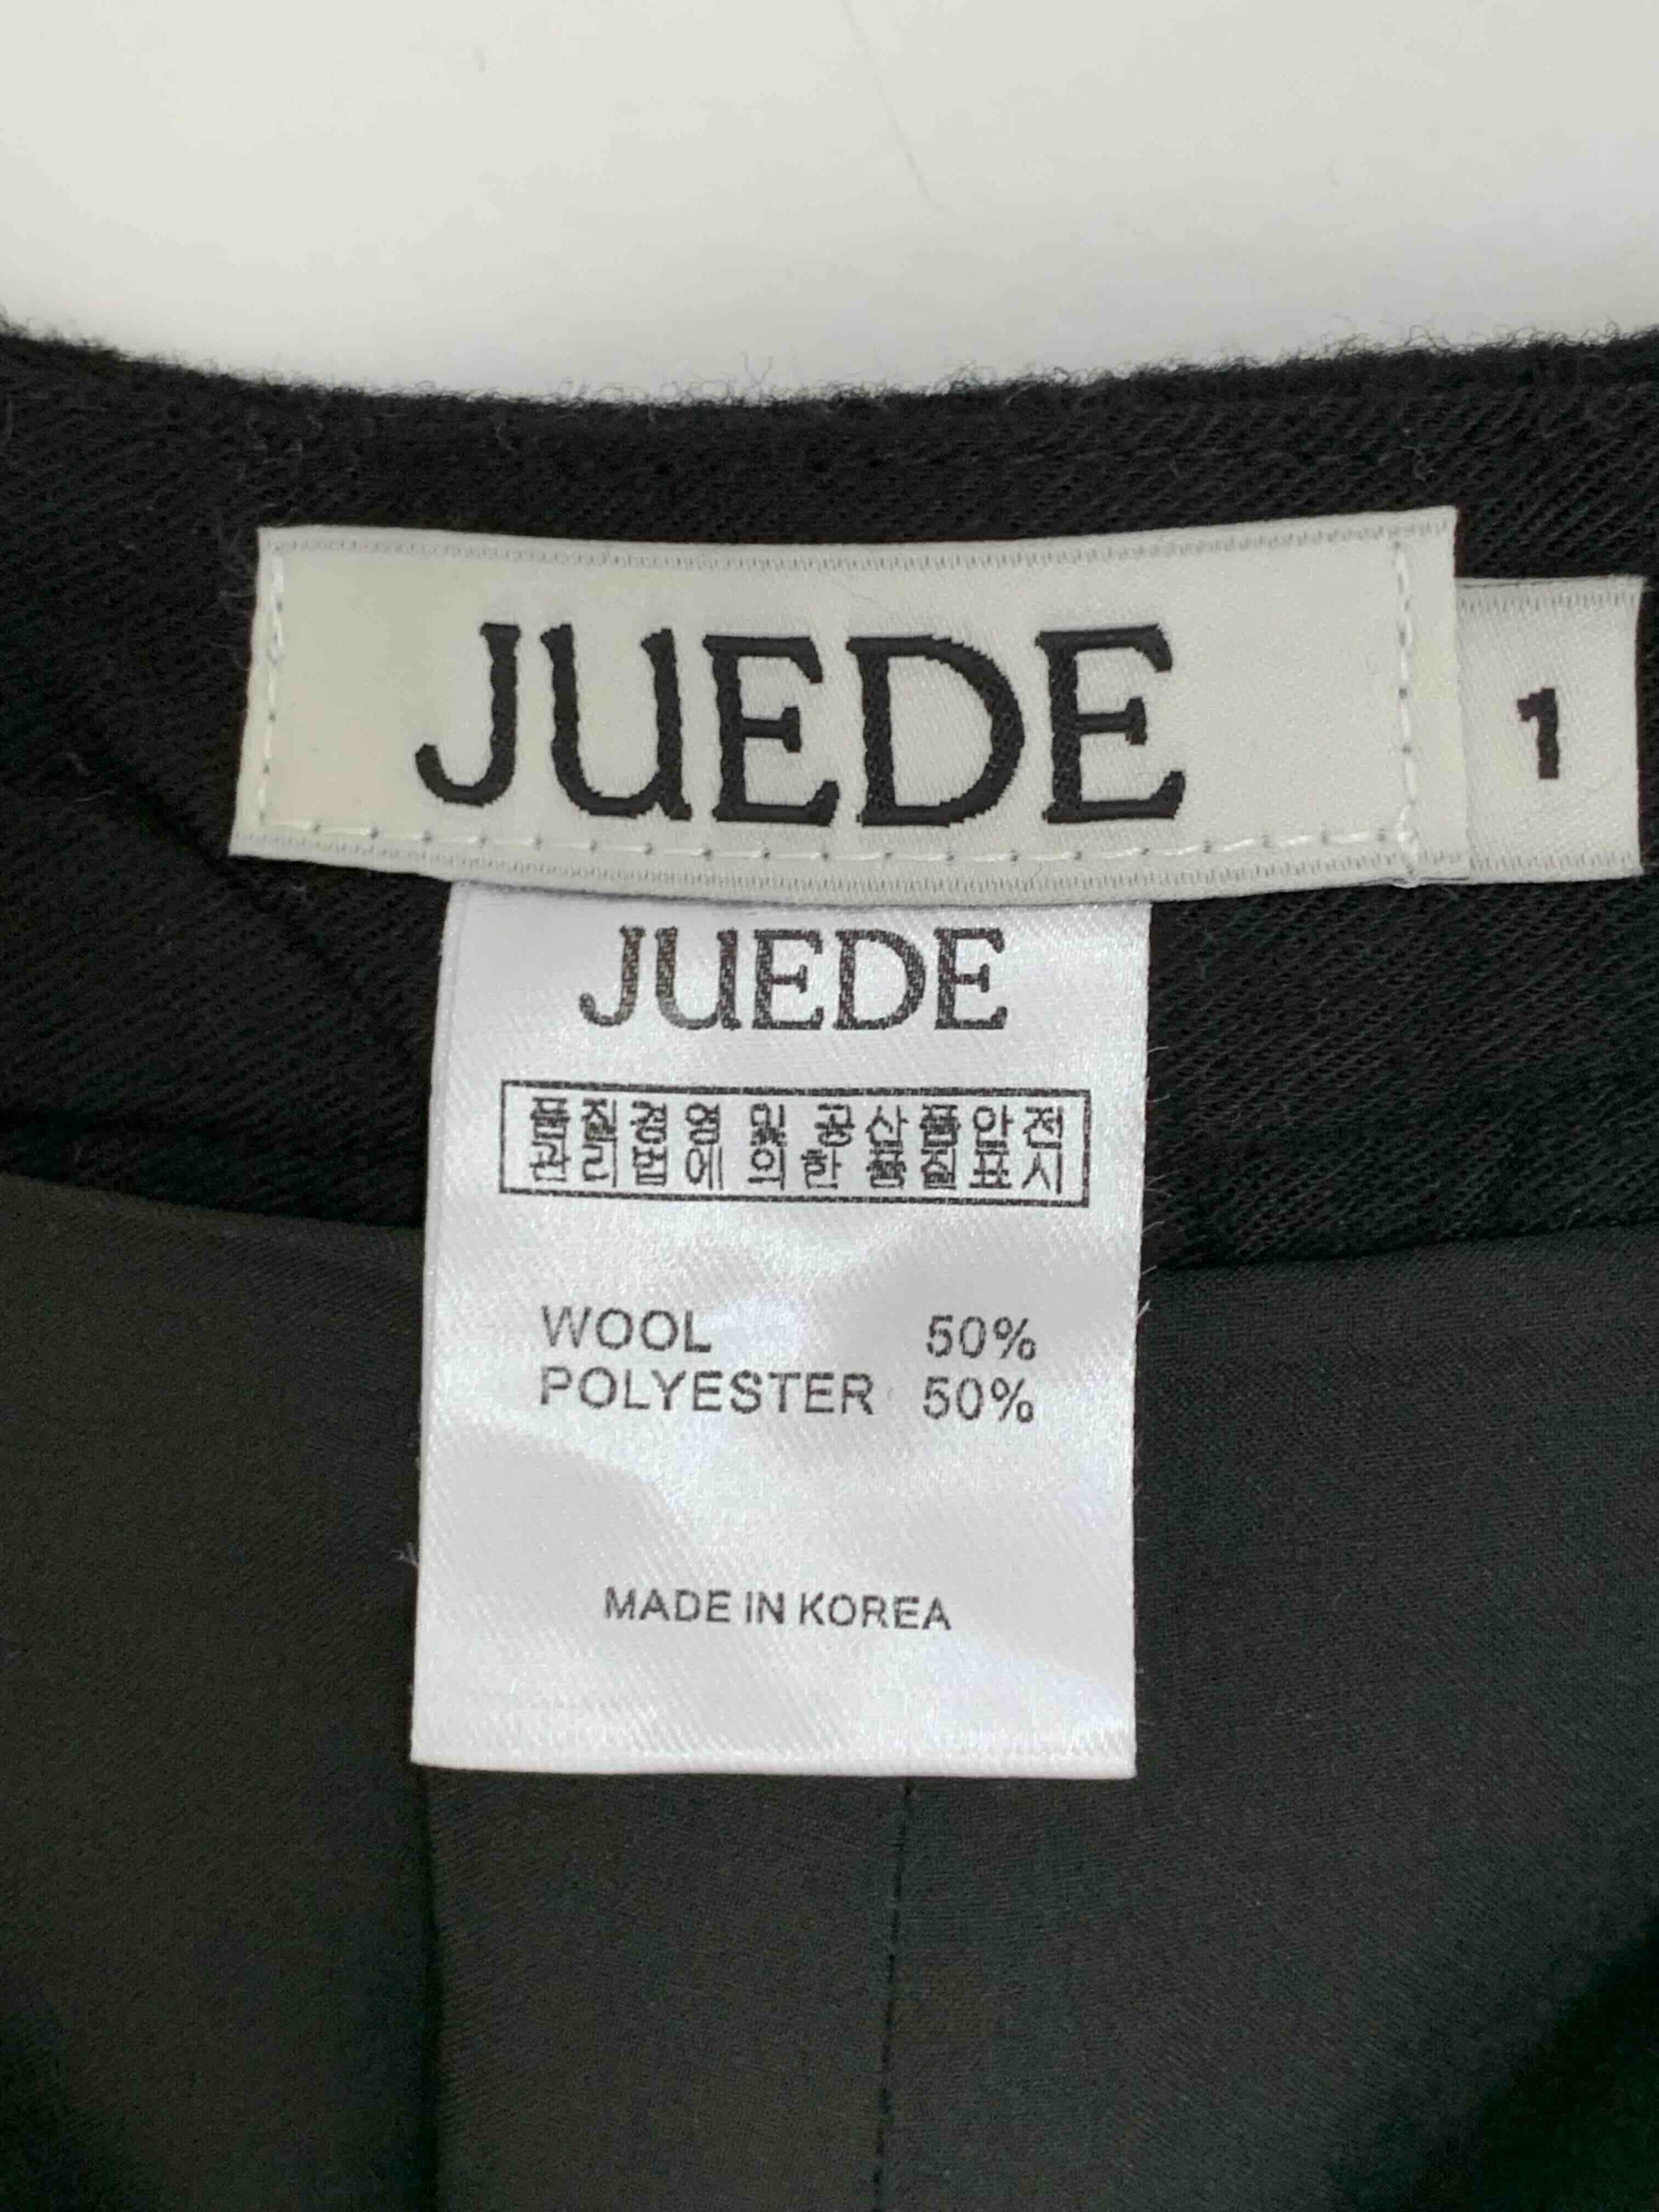 JUEDE
1
JUEDE
품질경영 및 공산품안전
관리법에 의한 품질표시
WOOL 50%
POLYESTER 50%
MADE IN KOREA